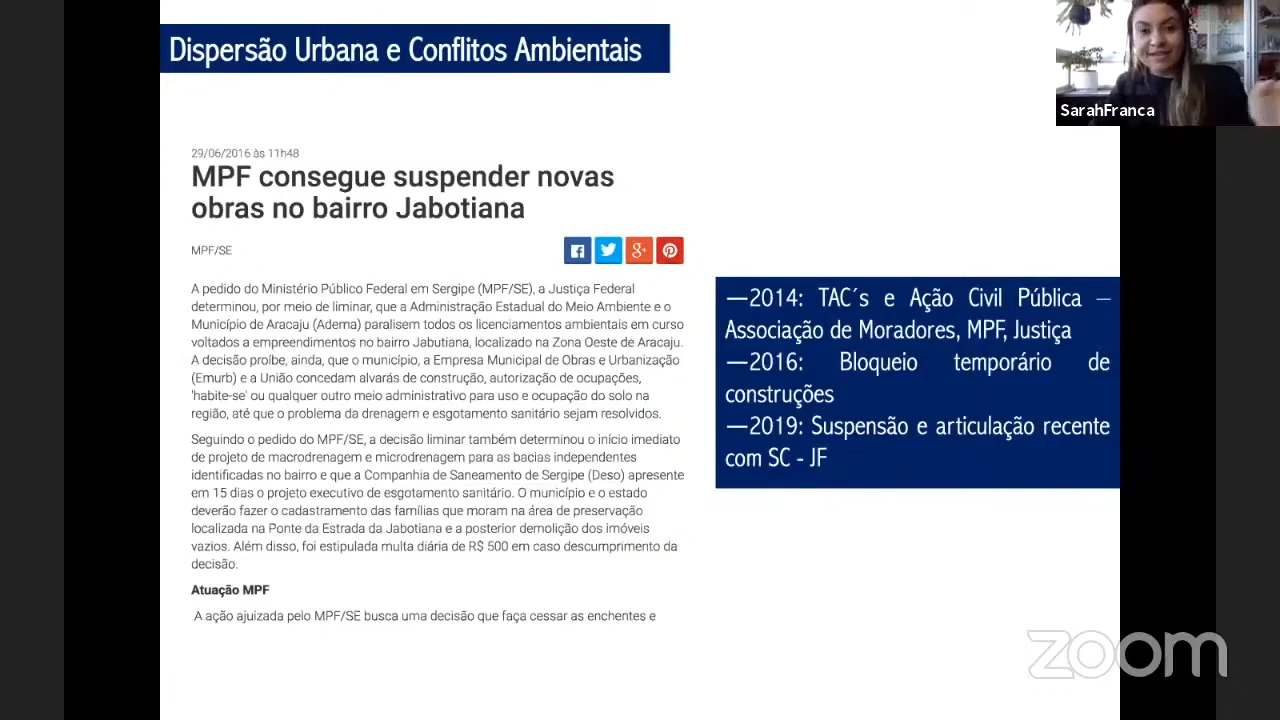 Dispersão Urbana e Conflitos Ambientais
SarahFranca
29/06/2016 às 11h48
MPF consegue suspender novas
obras no bairro Jabotiana
MPF/SE
A pedido do Ministério Público Federal em Sergipe (MPF/SE), a Justiça Federal
determinou, por meio de liminar, que a Administração Estadual do Meio Ambiente e o
Município de Aracaju (Adema) paralisem todos os licenciamentos ambientais em curso
voltados a empreendimentos no bairro Jabutiana, localizado na Zona Oeste de Aracaju.
A decisão proíbe, ainda, que o município, a Empresa Municipal de Obras e Urbanização
(Emurb) e a União concedam alvarás de construção, autorização de ocupações,
'habite-se' ou qualquer outro meio administrativo para uso e ocupação do solo na
região, até que o problema da drenagem e esgotamento sanitário sejam resolvidos.
Seguindo o pedido do MPF/SE, a decisão liminar também determinou o início imediato
de projeto de macrodrenagem e microdrenagem para as bacias independentes
identificadas no bairro e que a Companhia de Saneamento de Sergipe (Deso) apresente
em 15 dias o projeto executivo de esgotamento sanitário. O município e o estado
deverão fazer o cadastramento das famílias que moram na área de preservação
localizada na Ponte da Estrada da Jabotiana e a posterior demolição dos imóveis
vazios. Além disso, foi estipulada multa diária de R$ 500 em caso descumprimento da
decisão.
Atuação MPF
A ação ajuizada pelo MPF/SE busca uma decisão que faça cessar as enchentes e
—2014: TAC´s e Ação Civil Pública –
Associação de Moradores, MPF, Justiça
—2016: Bloqueio temporário de
construções
—2019: Suspensão e articulação recente
com SC - JF
zoom